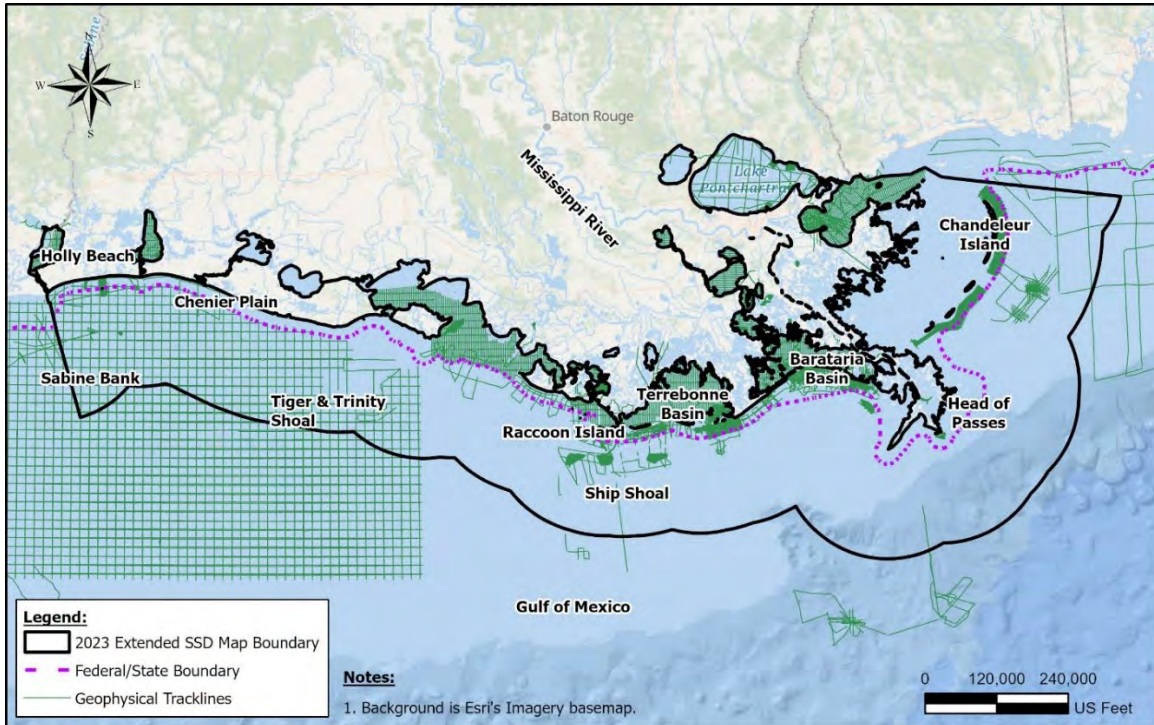 Sabine
N
W
E
S
Baton Rouge
Mississippi River
Lake
Pontchartra
Chandeleur
Island
Holly Beach
Chenier Plain
Sabine Bank
Tiger & Trinity
Shoal
Raccoon Island
Terrebonne
Basin
Barataria
Basin
Head of
Passes
Ship Shoal
Gulf of Mexico
Legend:
2023 Extended SSD Map Boundary
Federal/State Boundary
Geophysical Tracklines
Notes:
1. Background is Esri's Imagery basemap.
0 120,000 240,000
US Feet